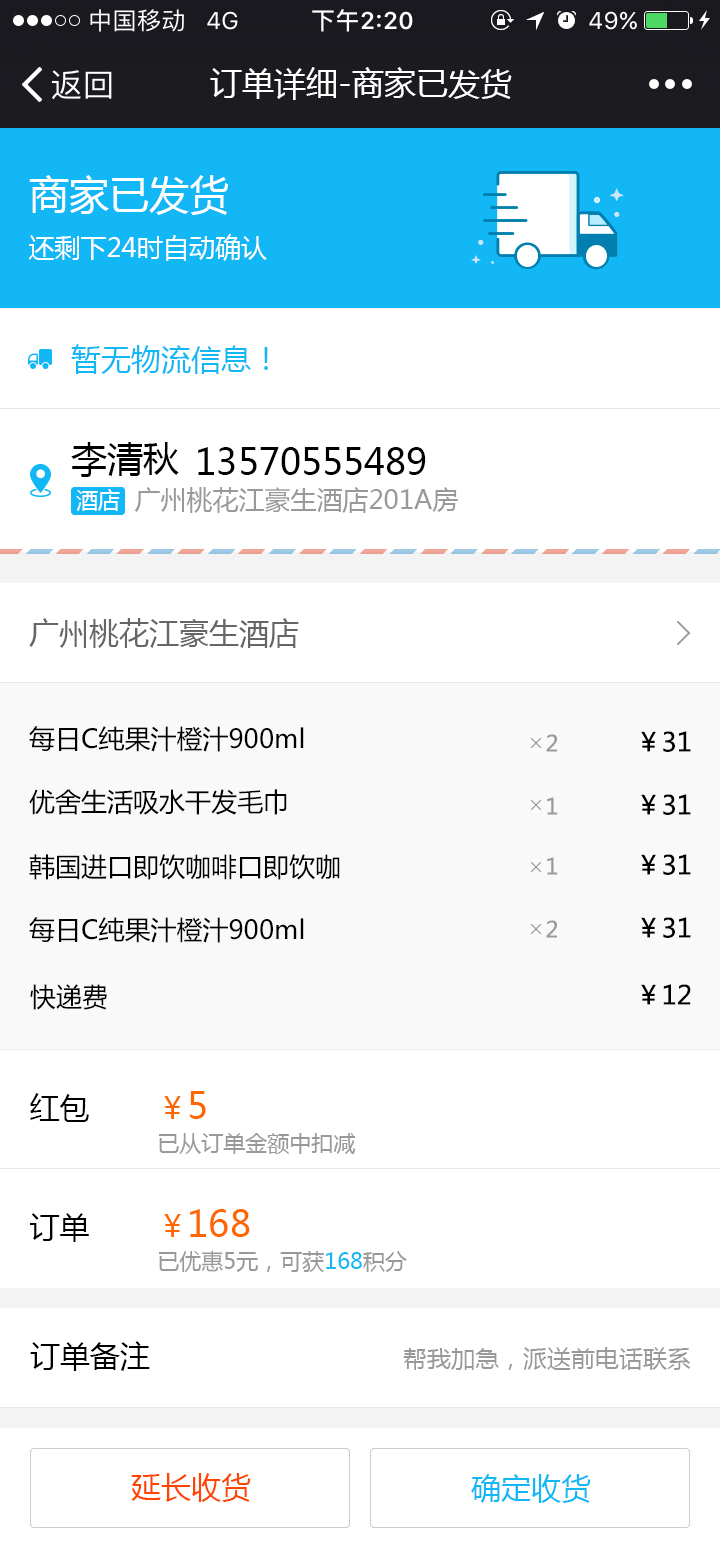 中国移动 4G 下午2:20 49%
返回 订单详细-商家已发货
商家已发货
还剩下24时自动确认
暂无物流信息！
李清秋 13570555489
酒店 广州桃花江豪生酒店201A房
广州桃花江豪生酒店
每日C纯果汁橙汁900ml ×2 ¥31
优舍生活吸水干发毛巾 ×1 ¥31
韩国进口即饮咖啡口即饮咖 ×1 ¥31
每日C纯果汁橙汁900ml ×2 ¥31
快递费 ¥12
红包 ¥5
已从订单金额中扣减
订单 ¥168
已优惠5元，可获168积分
订单备注 帮我加急，派送前电话联系
延长收货 确定收货